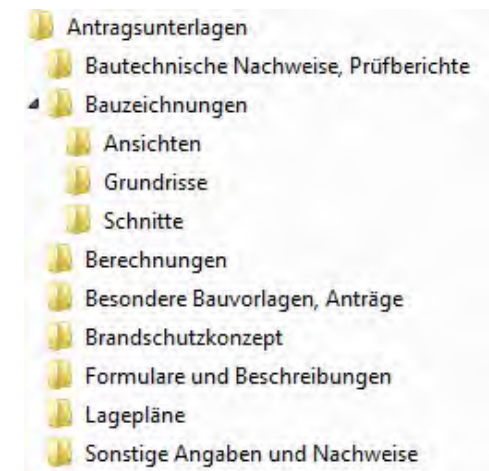 Antragsunterlagen
Bautechnische Nachweise, Prüfberichte
Bauzeichnungen
Ansichten
Grundrisse
Schnitte
Berechnungen
Besondere Bauvorlagen, Anträge
Brandschutzkonzept
Formulare und Beschreibungen
Lagepläne
Sonstige Angaben und Nachweise